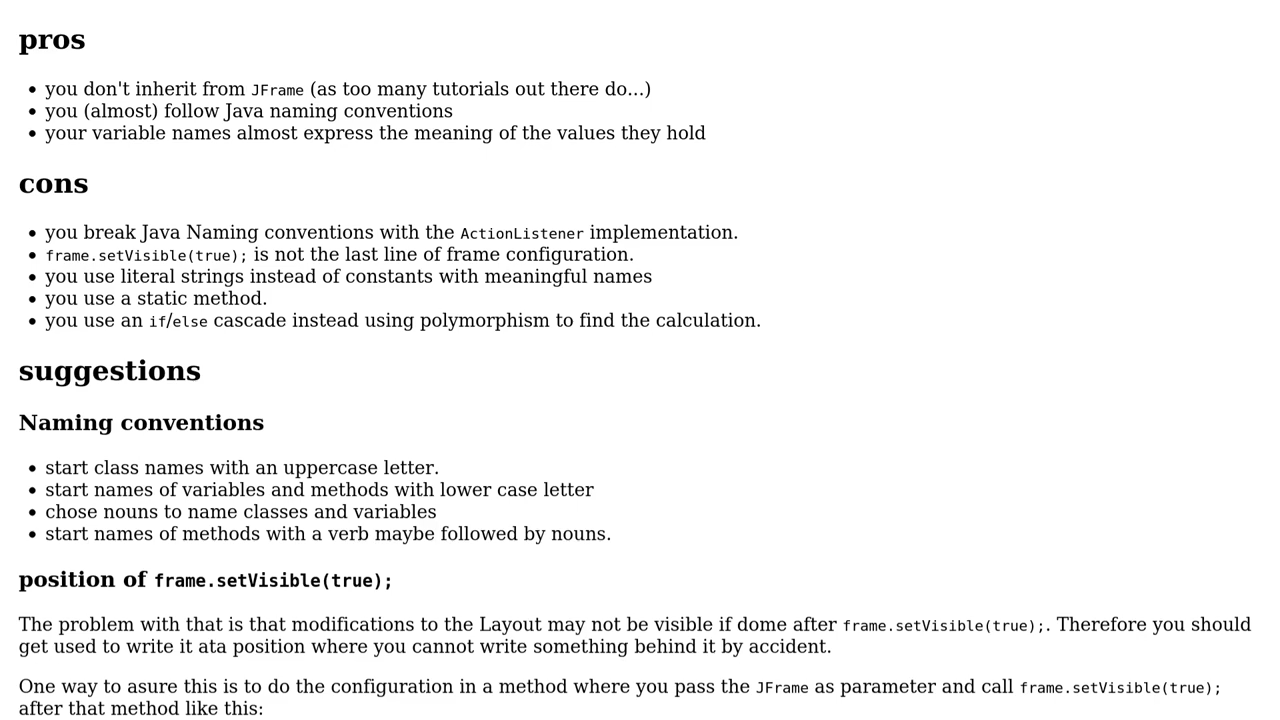 pros
• you don't inherit from JFrame (as too many tutorials out there do...)
• you (almost) follow Java naming conventions
• your variable names almost express the meaning of the values they hold
cons
• you break Java Naming conventions with the ActionListener implementation.
• frame.setVisible(true); is not the last line of frame configuration.
• you use literal strings instead of constants with meaningful names
• you use a static method.
• you use an if/else cascade instead using polymorphism to find the calculation.
suggestions
Naming conventions
• start class names with an uppercase letter.
• start names of variables and methods with lower case letter
• chose nouns to name classes and variables
• start names of methods with a verb maybe followed by nouns.
position of frame.setVisible(true);
The problem with that is that modifications to the Layout may not be visible if dome after frame.setVisible(true);. Therefore you should
get used to write it ata position where you cannot write something behind it by accident.
One way to asure this is to do the configuration in a method where you pass the JFrame as parameter and call frame.setVisible(true);
after that method like this: